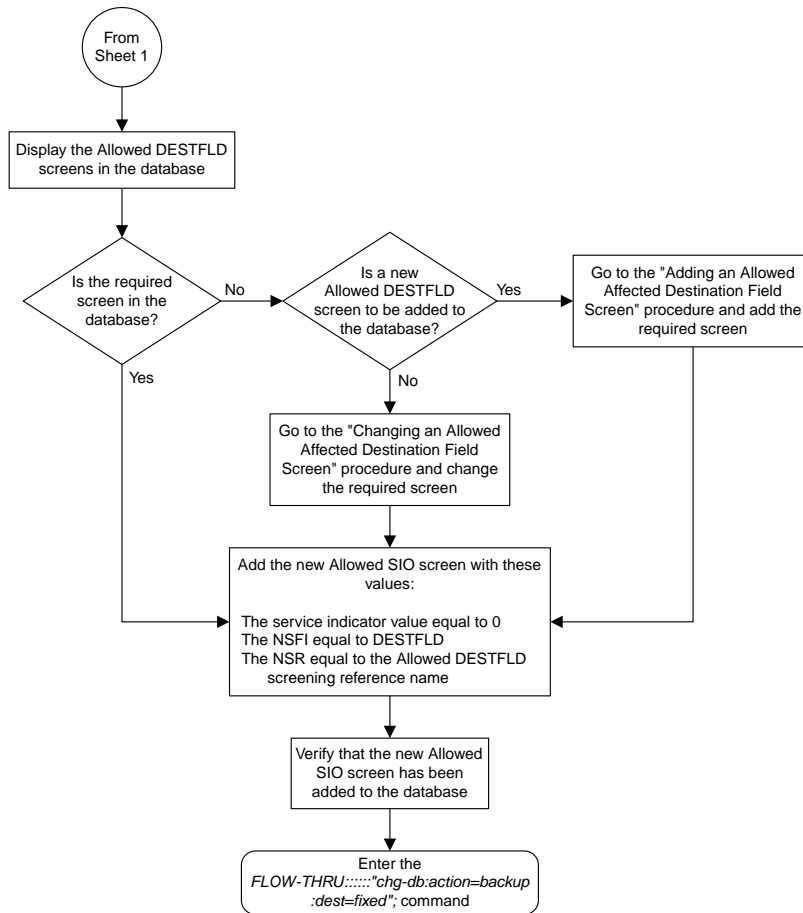 From
Sheet 1
Display the Allowed DESTFLD
screens in the database
Is the required
screen in the
database?
No
Yes
Is a new
Allowed DESTFLD
screen to be added to
the database?
Yes
No
Go to the "Adding an Allowed
Affected Destination Field
Screen" procedure and add the
required screen
Go to the "Changing an Allowed
Affected Destination Field
Screen" procedure and change
the required screen
Add the new Allowed SIO screen with these
values:
The service indicator value equal to 0
The NSFI equal to DESTFLD
The NSR equal to the Allowed DESTFLD
screening reference name
Verify that the new Allowed
SIO screen has been
added to the database
Enter the
FLOW-THRU::::::"chg-db:action=backup
:dest=fixed"; command